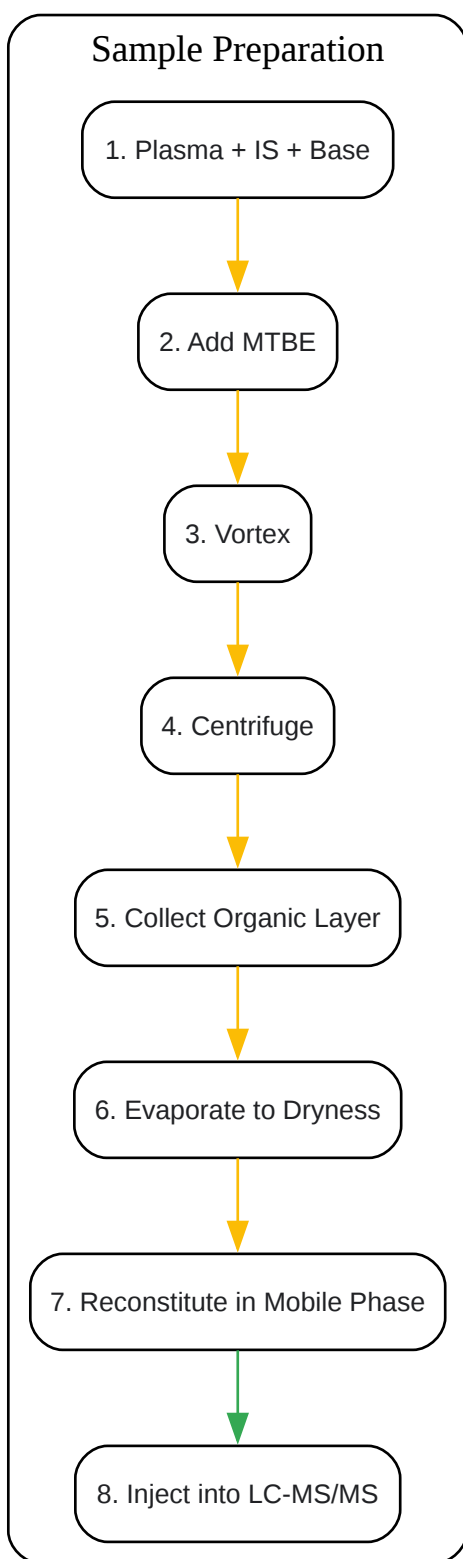 Sample Preparation
1. Plasma + IS + Base
2. Add MTBE
3. Vortex
4. Centrifuge
5. Collect Organic Layer
6. Evaporate to Dryness
7. Reconstitute in Mobile Phase
8. Inject into LC-MS/MS